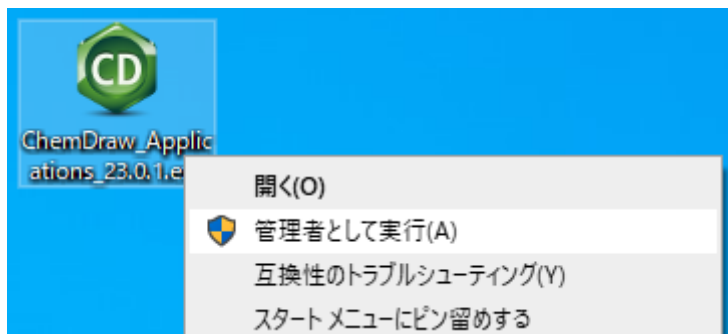 CD
ChemDraw_Applic
ations_23.0.1.e
開く(O)
管理者として実行(A)
互換性のトラブルシューティング(Y)
スタート メニューにピン留めする